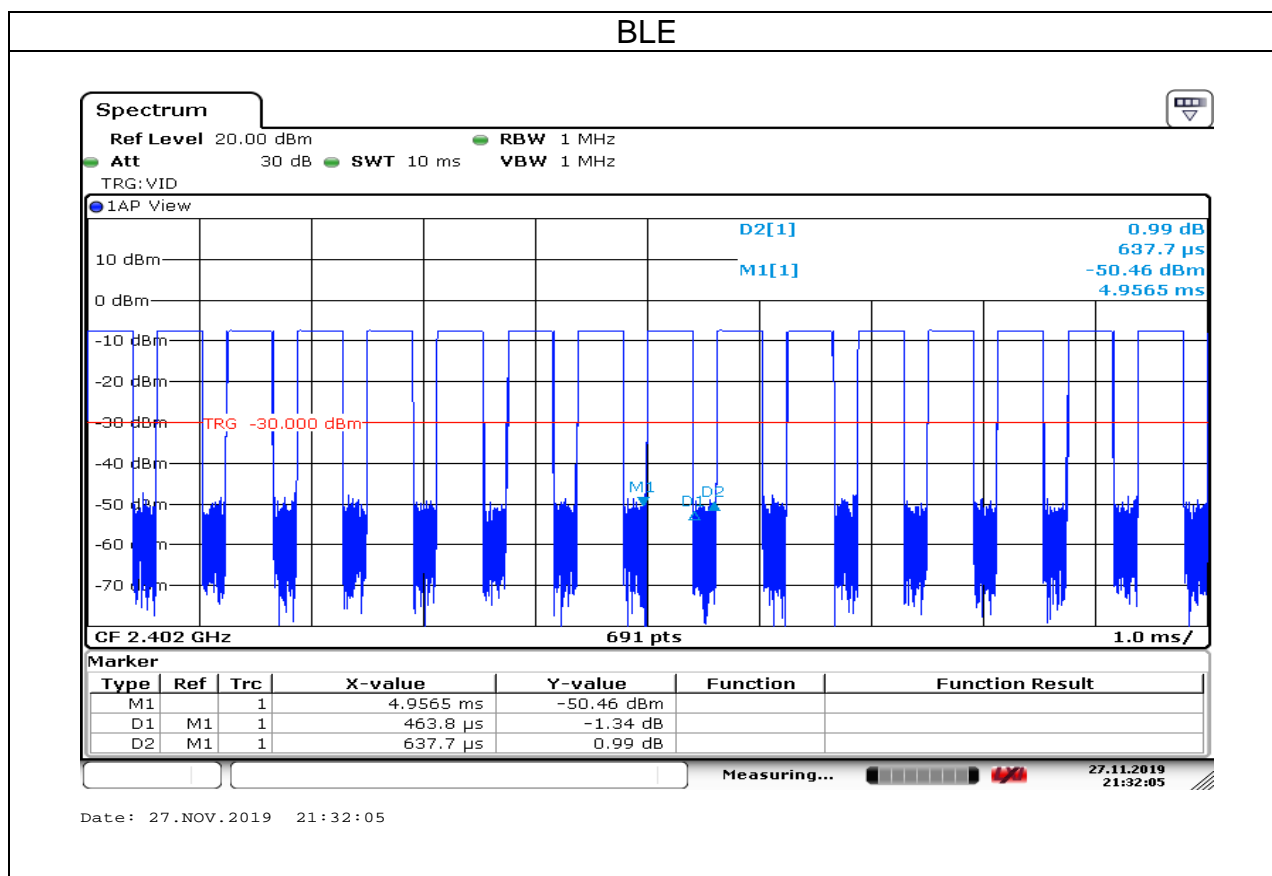 BLE
Spectrum
Ref Level 20.00 dBm RBW 1 MHz
Att 30 dB SWT 10 ms VBW 1 MHz
TRG:VID
1AP View
D2[1] 0.99 dB
637.7 µs
10 dBm
M1[1] -50.46 dBm
4.9565 ms
0 dBm
-10 dBm
-20 dBm
-30 dBm TRG -30.000 dBm
-40 dBm
M1 D1 D2
-50 dBm
-60 dBm
-70 dBm
CF 2.402 GHz 691 pts 1.0 ms/
Marker
Type Ref Trc X-value Y-value Function Function Result
M1 1 4.9565 ms -50.46 dBm
D1 M1 1 463.8 µs -1.34 dB
D2 M1 1 637.7 µs 0.99 dB
Measuring... 27.11.2019
21:32:05
Date: 27.NOV.2019 21:32:05